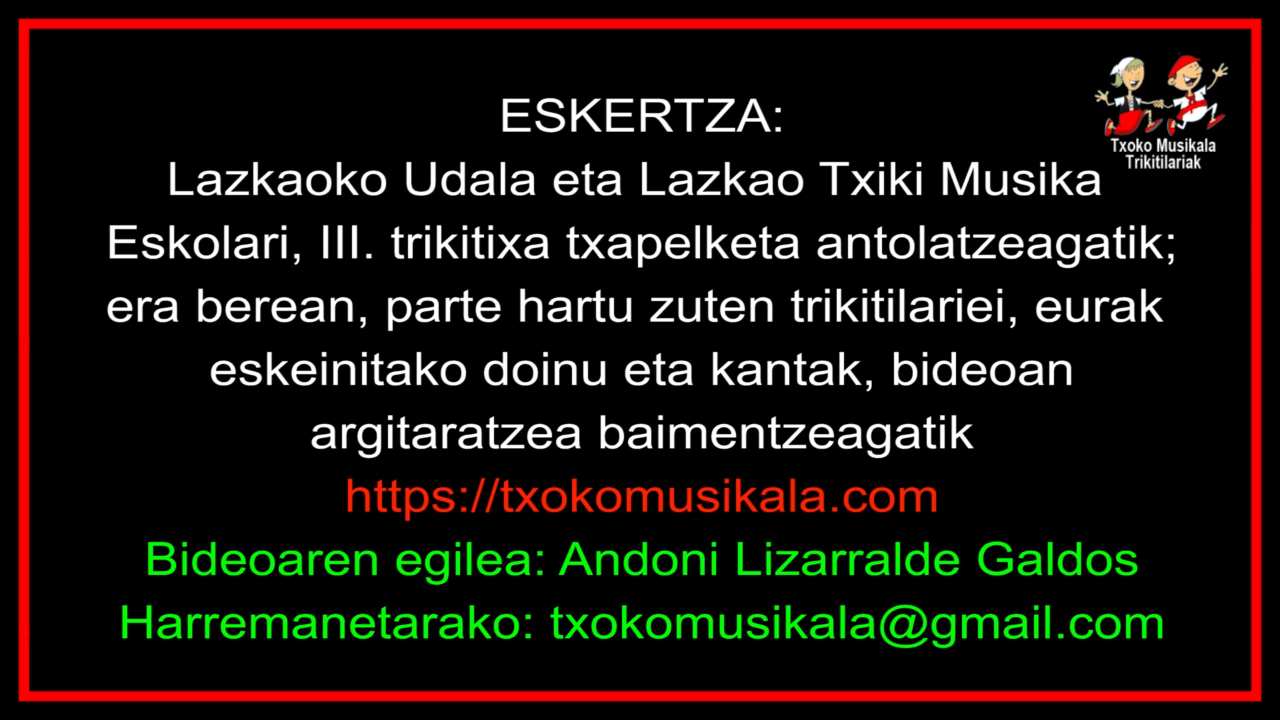 ESKERTZA:
Lazkaoko Udala eta Lazkao Txiki Musika
Eskolari, III. trikitixa txapelketa antolatzeagatik;
era berean, parte hartu zuten trikitilariei, eurak
eskeinitako doinu eta kantak, bideoan
argitaratzea baimentzeagatik
https://txokomusikala.com
Bideoaren egilea: Andoni Lizarralde Galdos
Harremanetarako: txokomusikala@gmail.com
Txoko Musikala
Trikitilariak